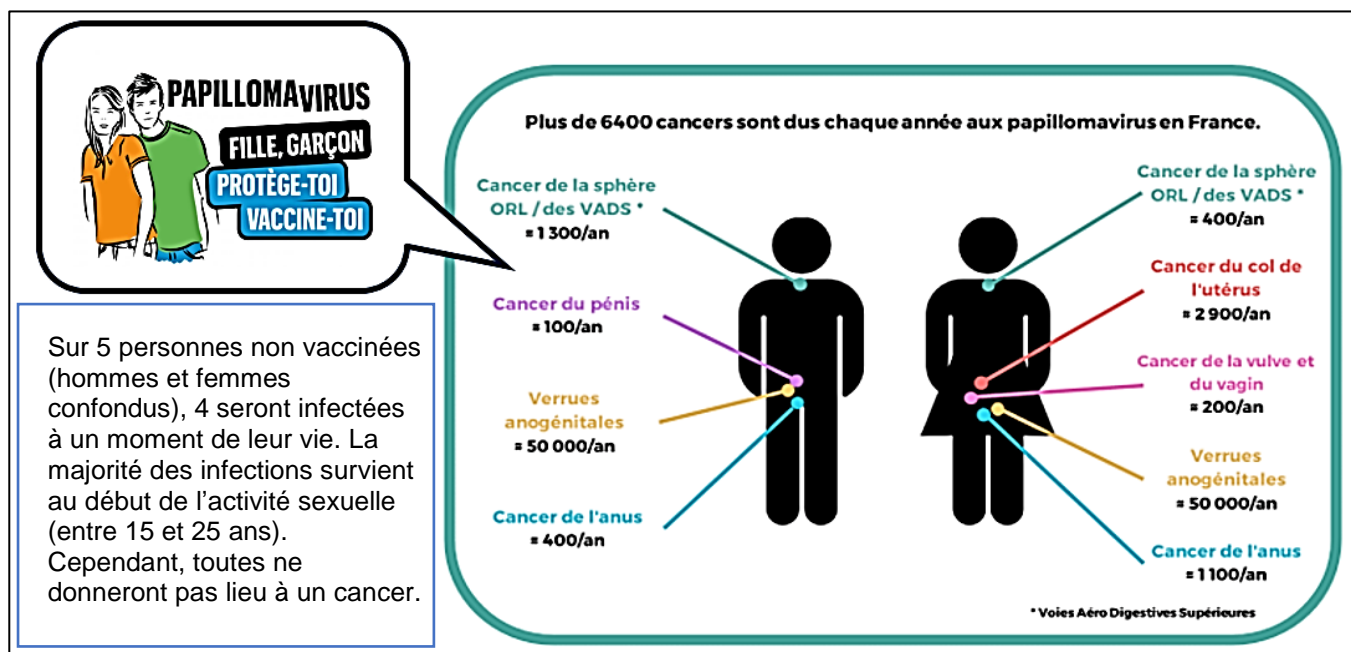 PAPILLOMAVIRUS
FILLE, GARÇON
PROTÈGE-TOI
VACCINE-TOI
Sur 5 personnes non vaccinées
(hommes et femmes
confondus), 4 seront infectées
à un moment de leur vie. La
majorité des infections survient
au début de l’activité sexuelle
(entre 15 et 25 ans).
Cependant, toutes ne
donneront pas lieu à un cancer.
Plus de 6400 cancers sont dus chaque année aux papillomavirus en France.
Cancer de la sphère
ORL / des VADS *
≈ 1 300/an
Cancer du pénis
≈ 100/an
Verrues
anogénitales
≈ 50 000/an
Cancer de l'anus
≈ 400/an
Cancer de la sphère
ORL / des VADS *
≈ 400/an
Cancer du col de
l'utérus
≈ 2 900/an
Cancer de la vulve et
du vagin
≈ 200/an
Verrues
anogénitales
≈ 50 000/an
Cancer de l'anus
≈ 1 100/an
* Voies Aéro Digestives Supérieures